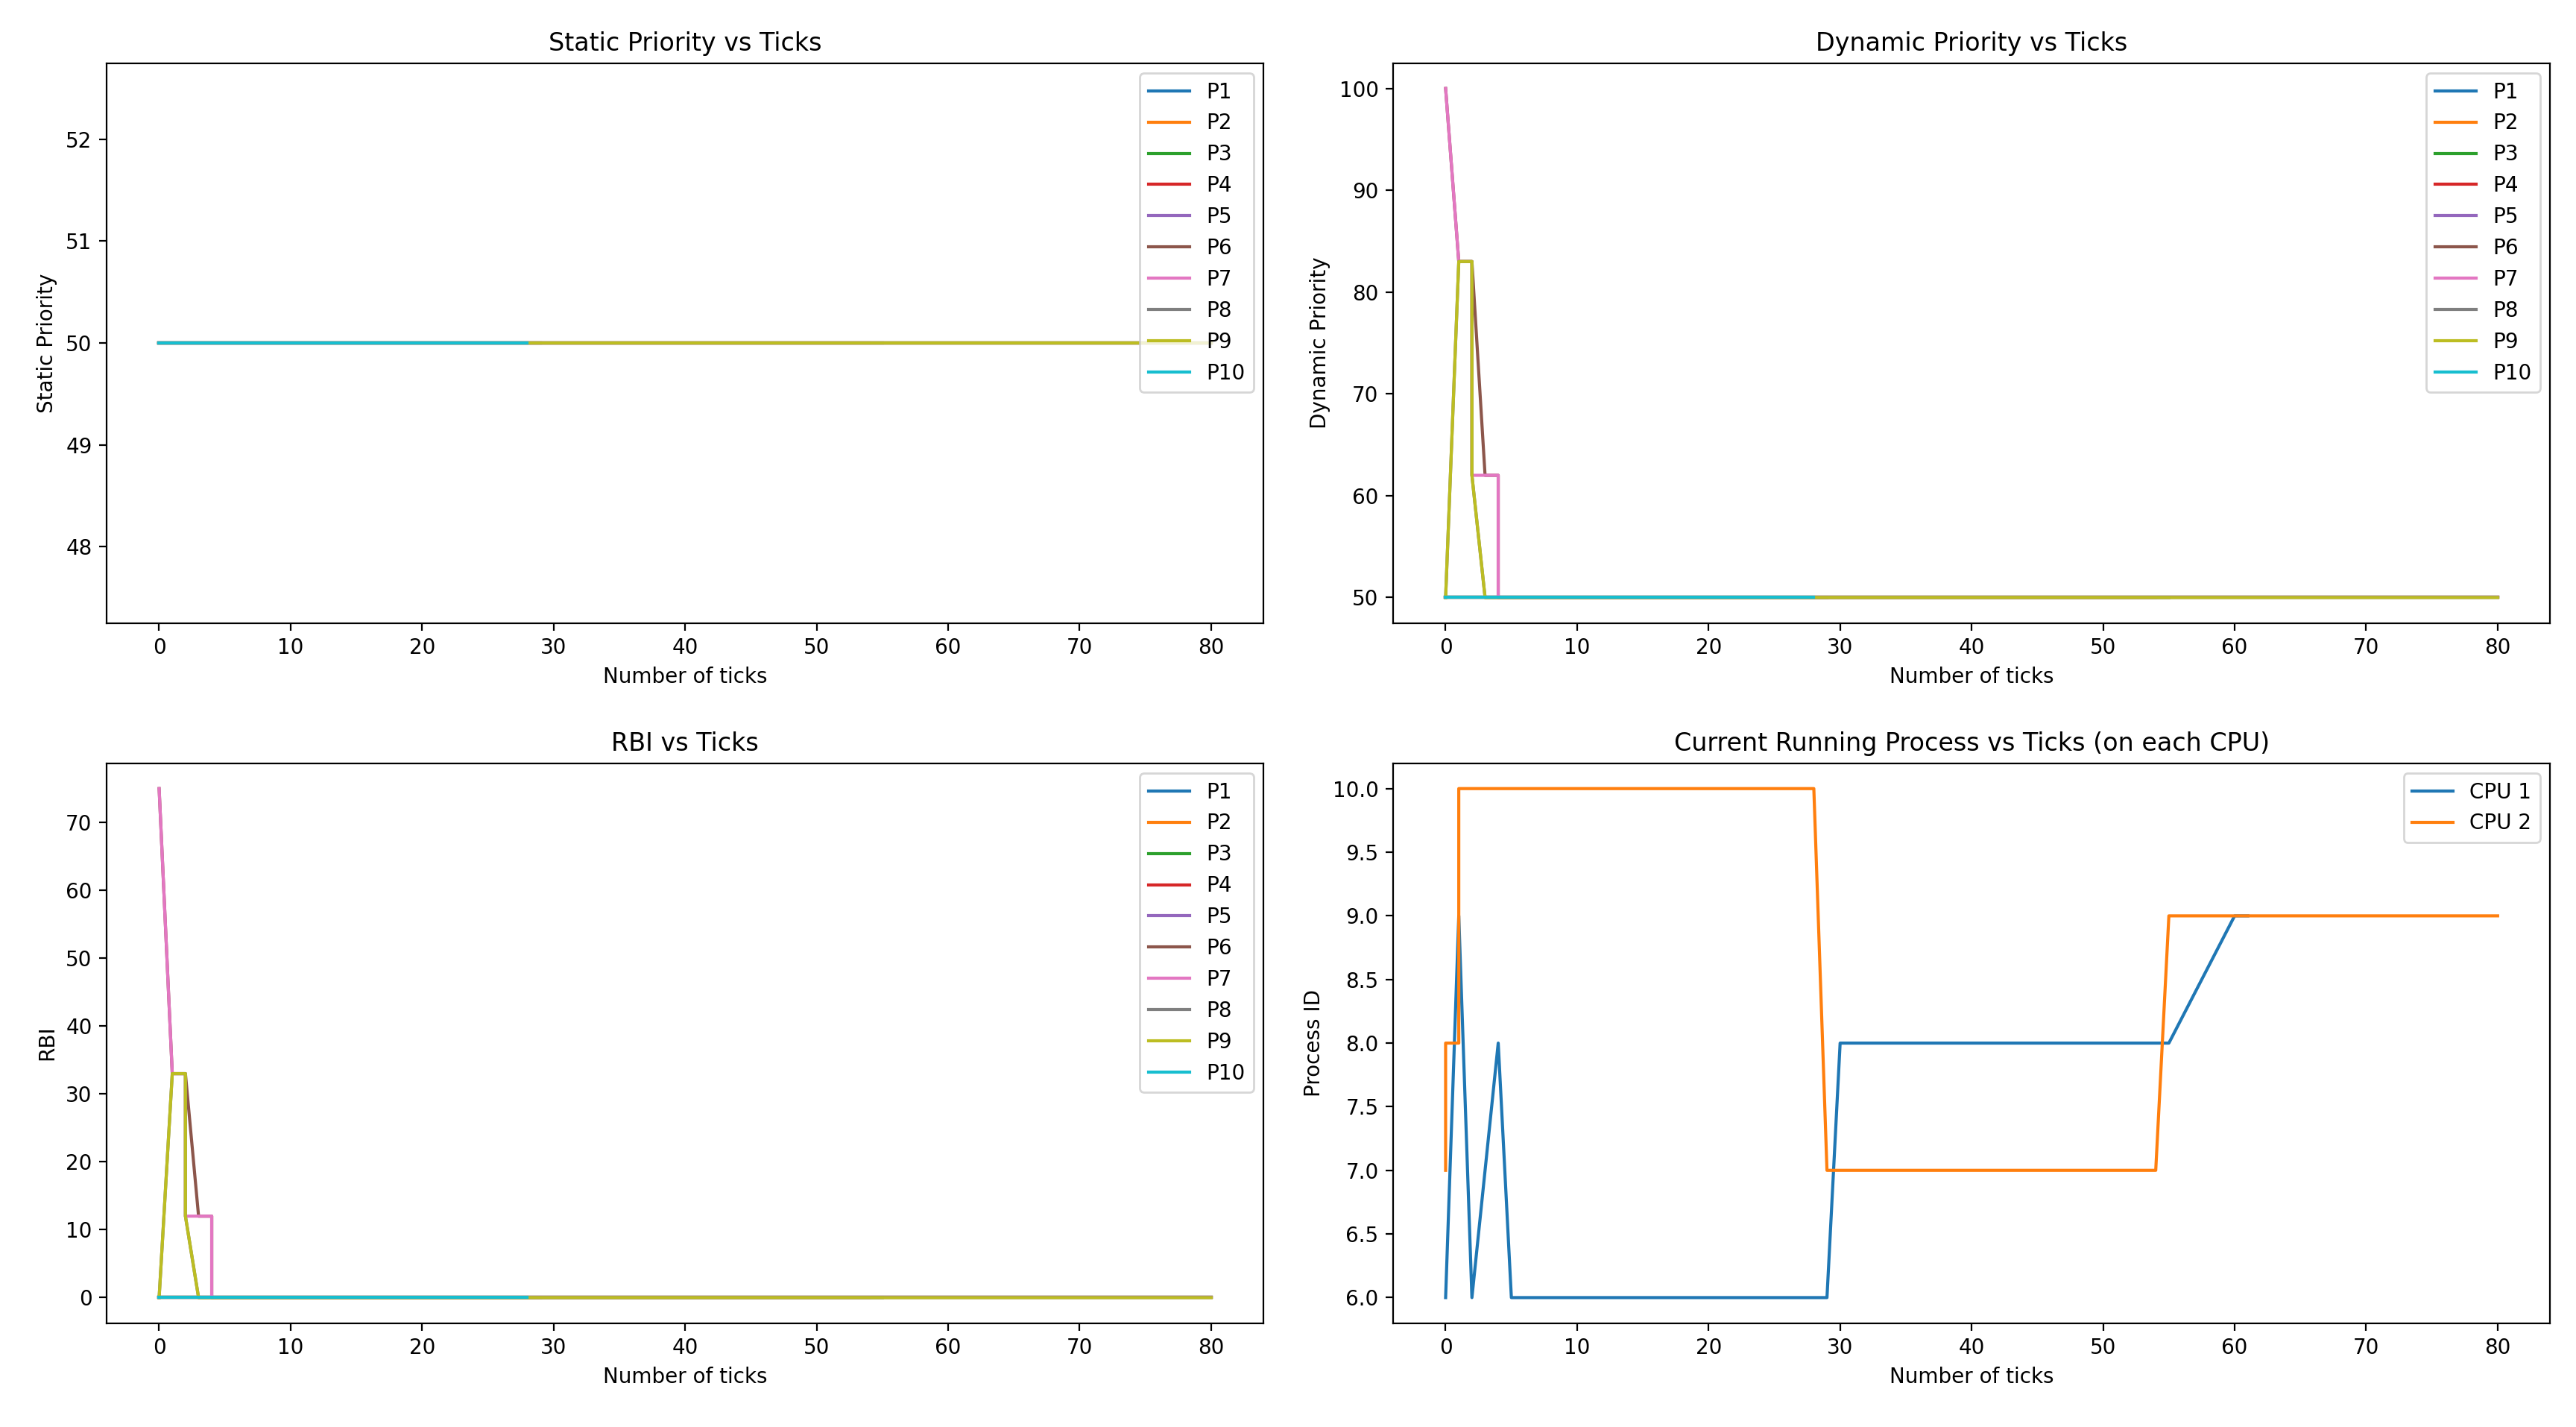 Static Priority vs Ticks
Static Priority
52
51
50
49
48
0 10 20 30 40 50 60 70 80
Number of ticks
P1
P2
P3
P4
P5
P6
P7
P8
P9
P10
Dynamic Priority vs Ticks
Dynamic Priority
100
90
80
70
60
50
0 10 20 30 40 50 60 70 80
Number of ticks
P1
P2
P3
P4
P5
P6
P7
P8
P9
P10
RBI vs Ticks
RBI
70
60
50
40
30
20
10
0
0 10 20 30 40 50 60 70 80
Number of ticks
P1
P2
P3
P4
P5
P6
P7
P8
P9
P10
Current Running Process vs Ticks (on each CPU)
Process ID
10.0
9.5
9.0
8.5
8.0
7.5
7.0
6.5
6.0
0 10 20 30 40 50 60 70 80
Number of ticks
CPU 1
CPU 2